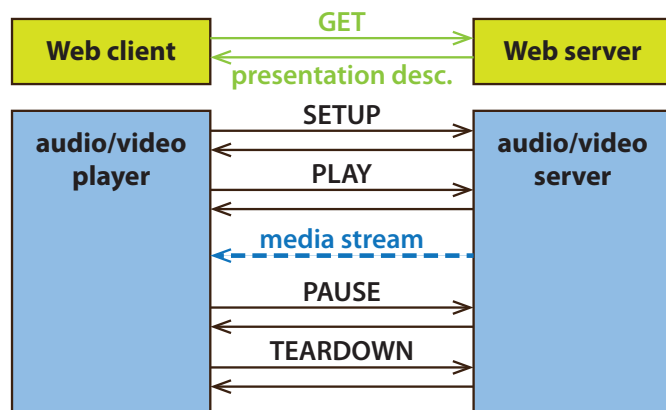 GET
Web client
Web server
presentation desc.
SETUP
audio/video
player
audio/video
server
PLAY
media stream
PAUSE
TEARDOWN